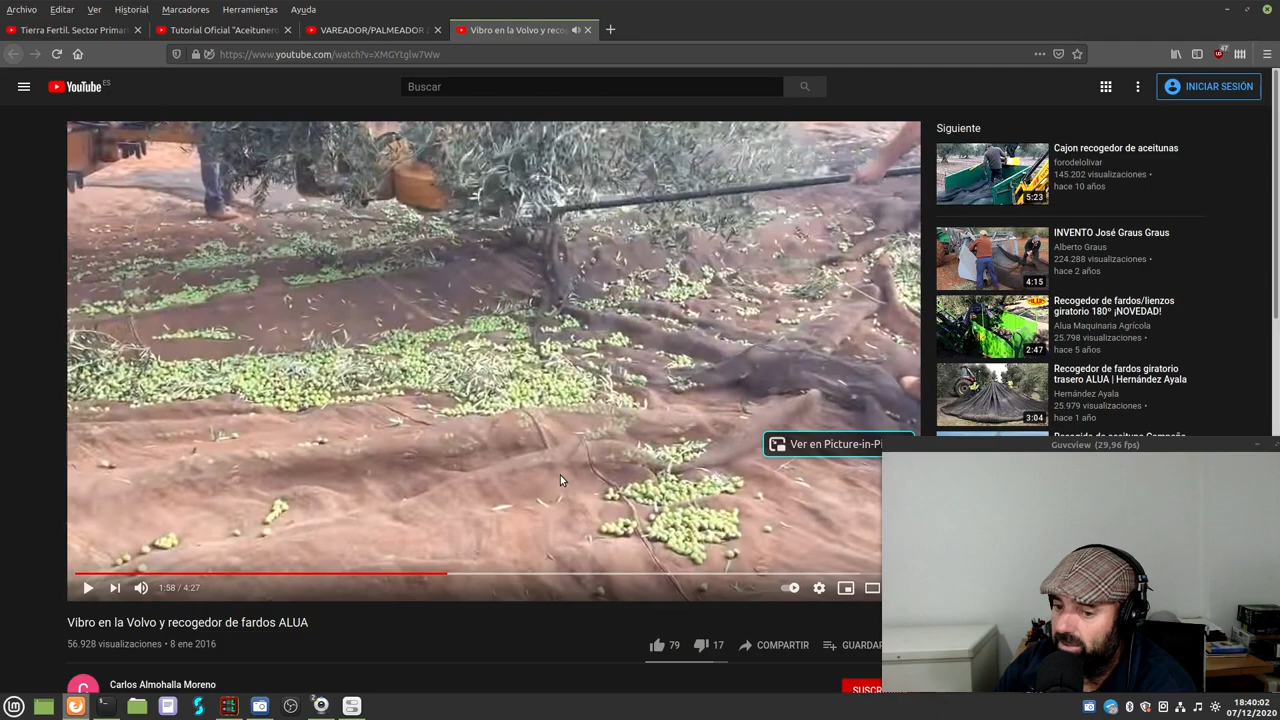 Archivo Editar Ver Historial Marcadores Herramientas Ayuda
Tierra Fertil. Sector Primar
Tutorial Oficial "Aceitunero
VAREADOR/PALMEADOR
Vibro en la Volvo y recog
https://www.youtube.com/watch?v=XMGYtglw7Ww
47
YouTube ES
Buscar
INICIAR SESIÓN
Siguiente
Cajon recogedor de aceitunas
forodelolivar
145.202 visualizaciones •
hace 10 años
5:23
INVENTO José Graus Graus
Alberto Graus
224.288 visualizaciones •
hace 2 años
4:15
Recogedor de fardos/lienzos
giratorio 180º ¡NOVEDAD!
Alua Maquinaria Agrícola
25.798 visualizaciones •
hace 5 años
2:47
Recogedor de fardos giratorio
trasero ALUA | Hernández Ayala
Hernández Ayala
25.979 visualizaciones •
hace 1 año
3:04
Ver en Picture-in-Pi
Guvcview (29,96 fps)
1:58 / 4:27
Vibro en la Volvo y recogedor de fardos ALUA
56.928 visualizaciones • 8 ene 2016
79 17 COMPARTIR GUARDAR
Carlos Almohalla Moreno
SUSCR
18:40:02
07/12/2020